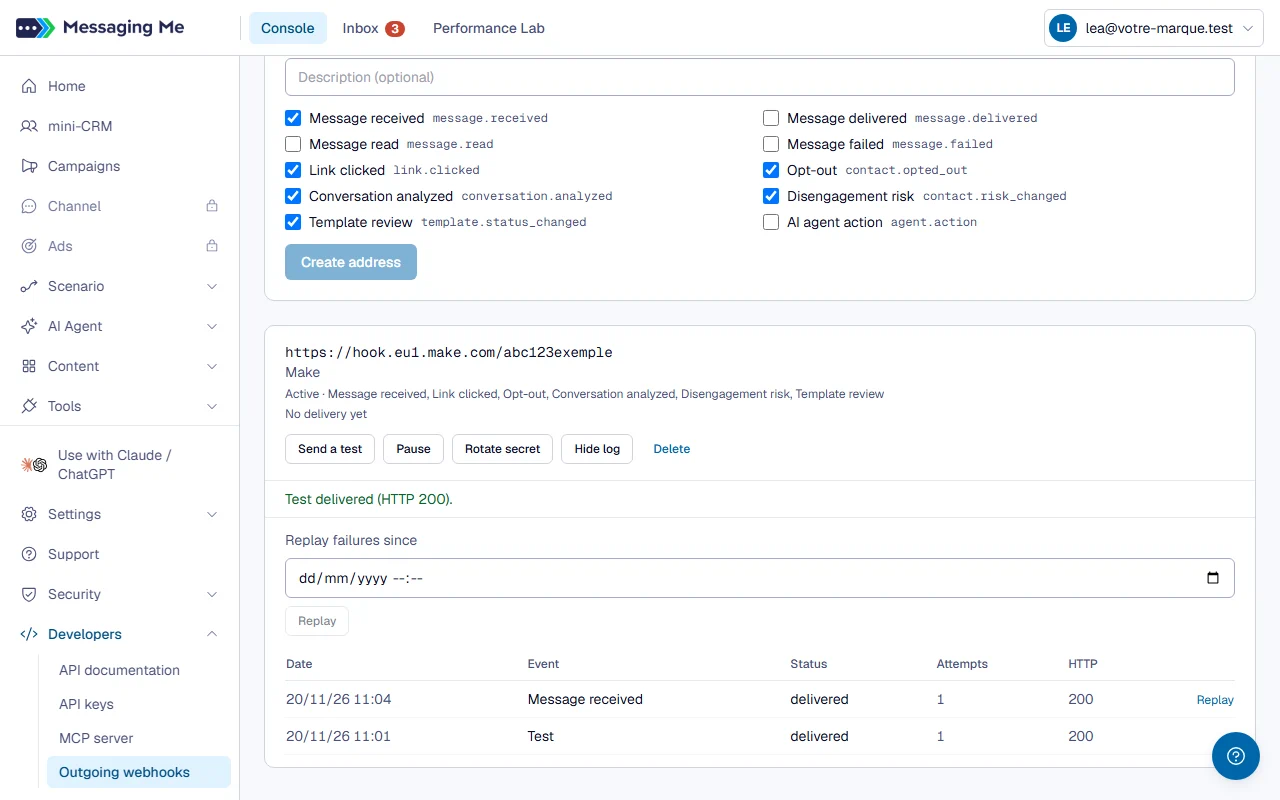 Messaging Me
Console
Inbox 3
Performance Lab
LE lea@votre-marque.test
Home
mini-CRM
Campaigns
Channel
Ads
Scenario
AI Agent
Content
Tools
Use with Claude /
ChatGPT
Settings
Support
Security
Developers
API documentation
API keys
MCP server
Outgoing webhooks
Description (optional)
Message received message.received
Message delivered message.delivered
Message read message.read
Message failed message.failed
Link clicked link.clicked
Opt-out contact.opted_out
Conversation analyzed conversation.analyzed
Disengagement risk contact.risk_changed
Template review template.status_changed
AI agent action agent.action
Create address
https://hook.eu1.make.com/abc123exemple
Make
Active · Message received, Link clicked, Opt-out, Conversation analyzed, Disengagement risk, Template review
No delivery yet
Send a test Pause Rotate secret Hide log Delete
Test delivered (HTTP 200).
Replay failures since
dd/mm/yyyy --:--
Replay
Date Event Status Attempts HTTP
20/11/26 11:04 Message received delivered 1 200 Replay
20/11/26 11:01 Test delivered 1 200